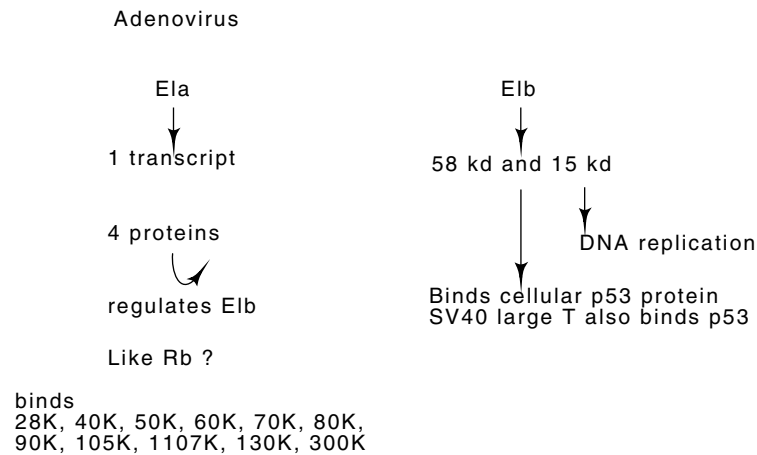 Adenovirus
Ela
1 transcript
4 proteins
regulates Elb
Like Rb ?
binds
28K, 40K, 50K, 60K, 70K, 80K,
90K, 105K, 1107K, 130K, 300K
Elb
58 kd and 15 kd
DNA replication
Binds cellular p53 protein
SV40 large T also binds p53